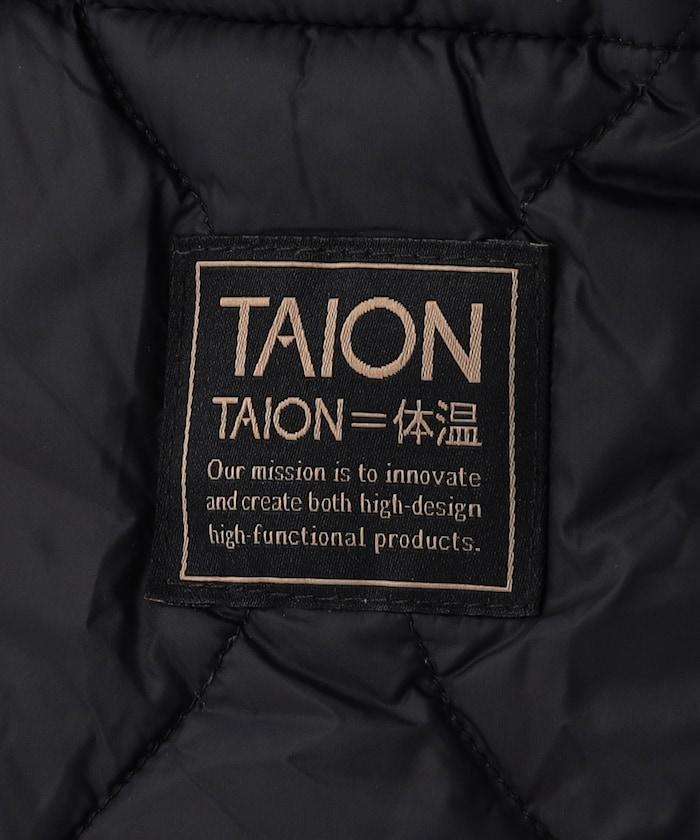 TAION
TAION=体温
Our mission is to innovate
and create both high-design
high-functional products.